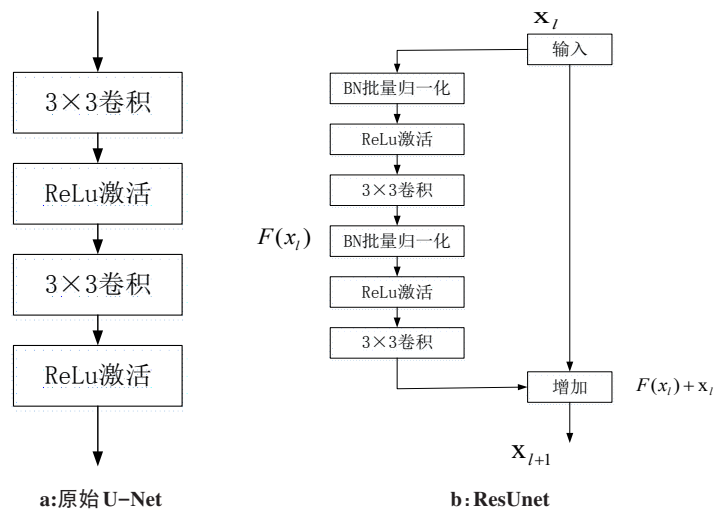 3×3卷积
ReLu激活
3×3卷积
ReLu激活
a:原始U-Net
x_l
输入
BN批量归一化
ReLu激活
3×3卷积
F(x_l)
BN批量归一化
ReLu激活
3×3卷积
增加
F(x_l)+x_l
x_{l+1}
b:ResUnet